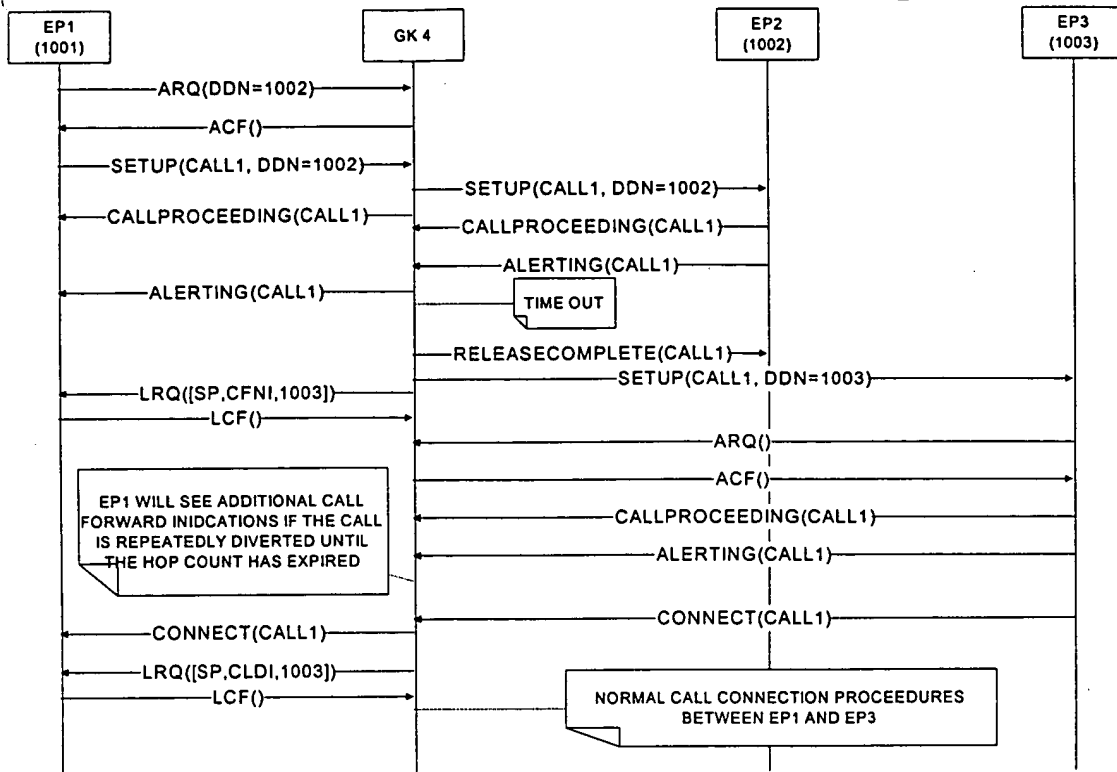 EP1
(1001)
GK 4
EP2
(1002)
EP3
(1003)
ARQ(DDN=1002)
ACF()
SETUP(CALL1, DDN=1002)
SETUP(CALL1, DDN=1002)
CALLPROCEEDING(CALL1)
CALLPROCEEDING(CALL1)
ALERTING(CALL1)
ALERTING(CALL1)
TIME OUT
RELEASECOMPLETE(CALL1)
SETUP(CALL1, DDN=1003)
LRQ([SP,CFNI,1003])
LCF()
ARQ()
ACF()
EP1 WILL SEE ADDITIONAL CALL
FORWARD INIDCATIONS IF THE CALL
IS REPEATEDLY DIVERTED UNTIL
THE HOP COUNT HAS EXPIRED
CALLPROCEEDING(CALL1)
ALERTING(CALL1)
CONNECT(CALL1)
CONNECT(CALL1)
LRQ([SP,CLDI,1003])
LCF()
NORMAL CALL CONNECTION PROCEEDURES
BETWEEN EP1 AND EP3